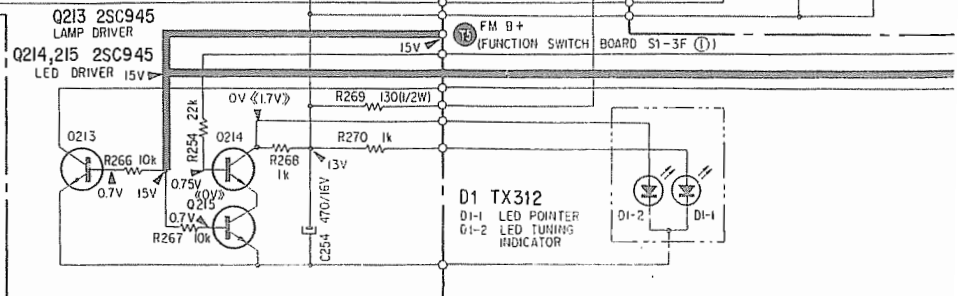 Q213 2SC945
LAMP DRIVER
Q214,215 2SC945
LED DRIVER 15V
15V
T5 FM B+
(FUNCTION SWITCH BOARD S1-3F ①)
R269 130(1/2W)
0V《1.7V》
R254 22k
Q213
Q214
R266 10k
R268
1k
R270 1k
0.7V
15V
0.75V
《0V》
13V
Q215
0.7V
R267 10k
C254 470/16V
D1 TX312
D1-1 LED POINTER
D1-2 LED TUNING
INDICATOR
D1-2
D1-1